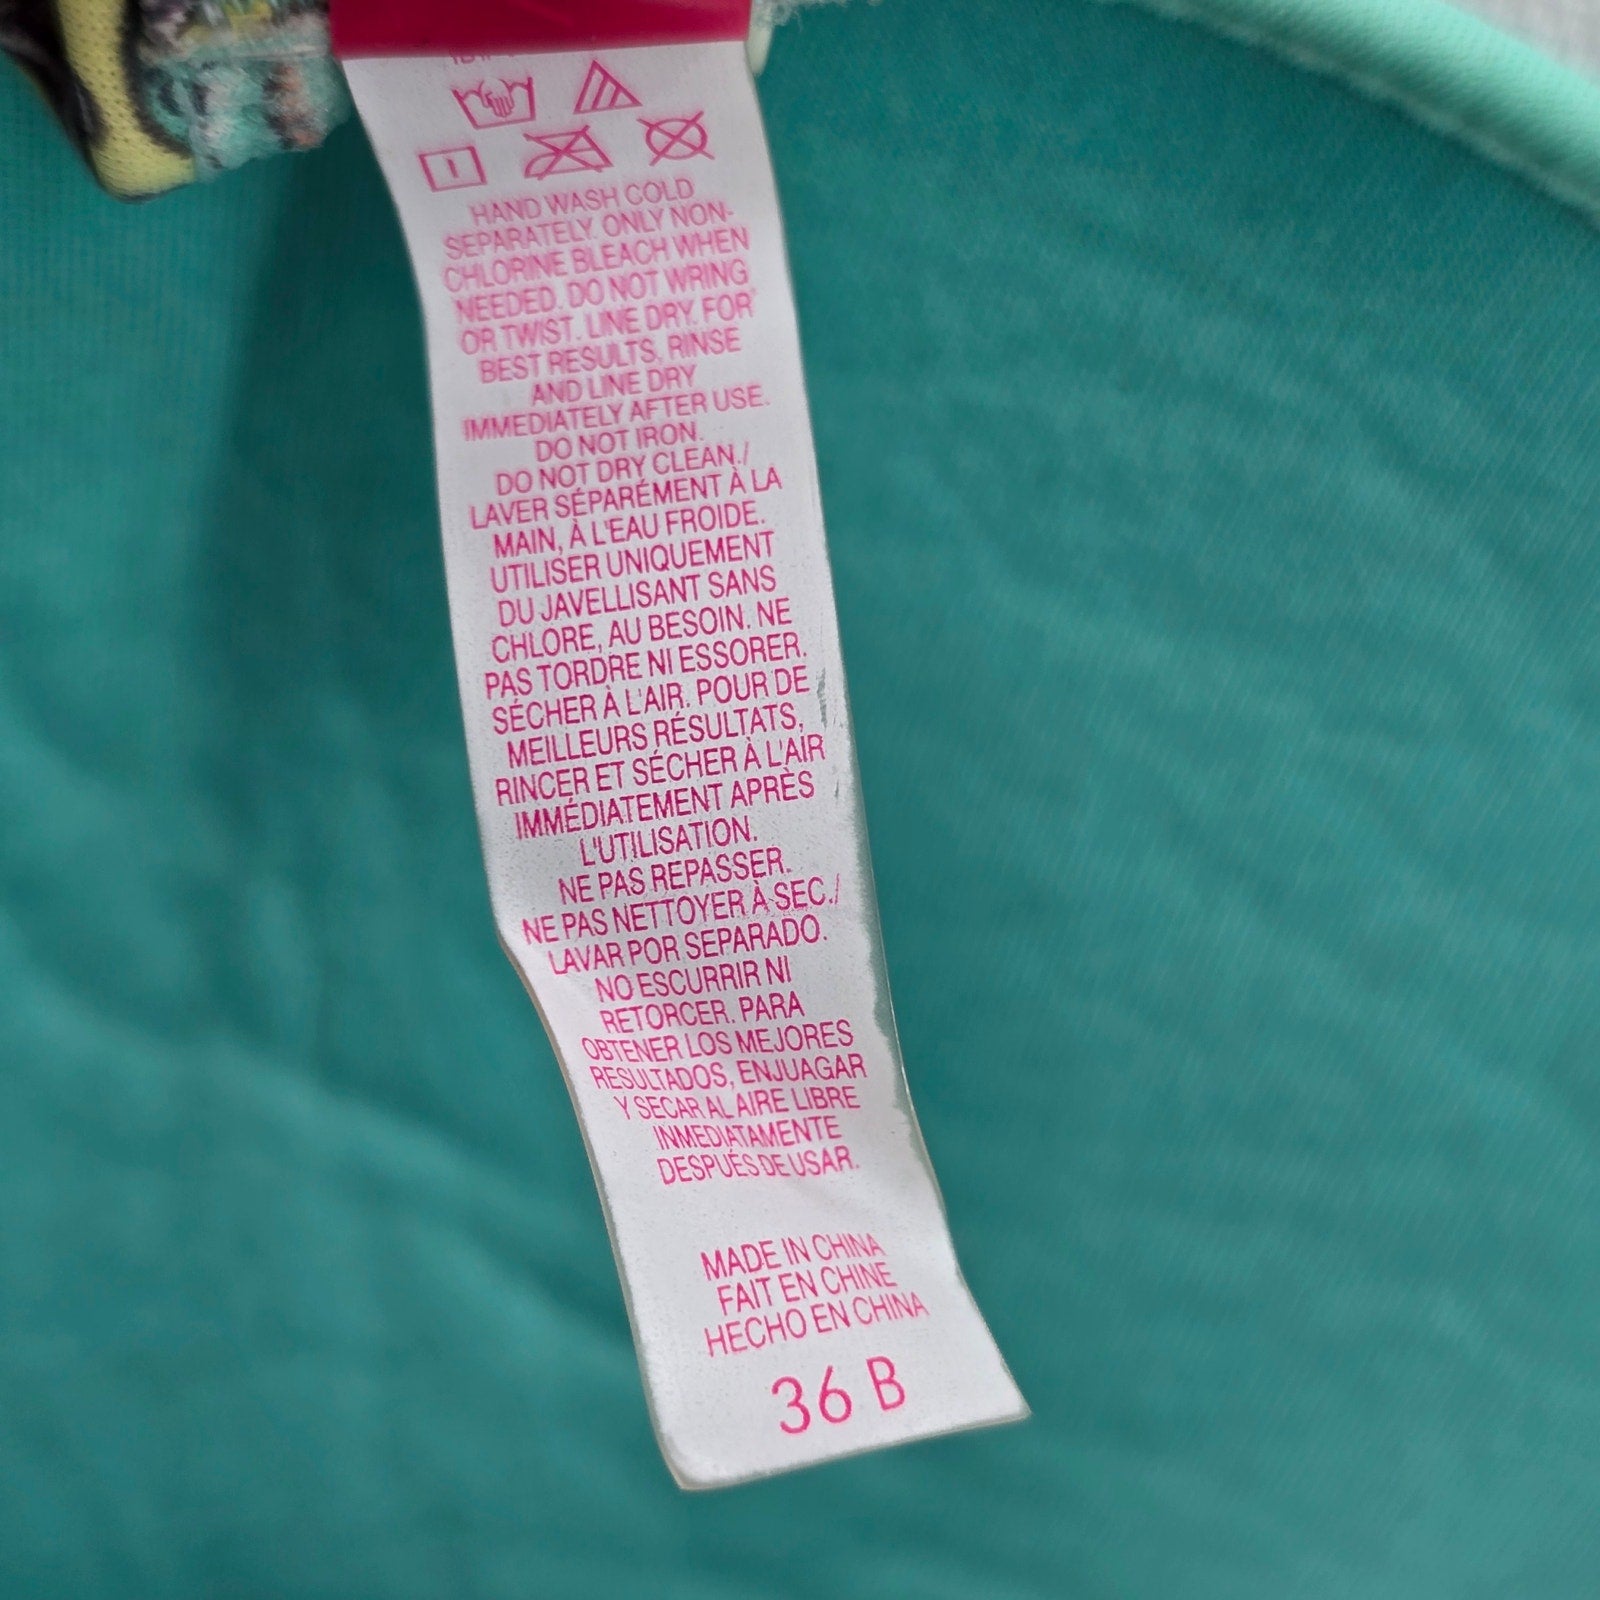 HAND WASH COLD
SEPARATELY. ONLY NON-
CHLORINE BLEACH WHEN
NEEDED. DO NOT WRING
OR TWIST. LINE DRY. FOR
BEST RESULTS, RINSE
AND LINE DRY
IMMEDIATELY AFTER USE.
DO NOT IRON.
DO NOT DRY CLEAN./
LAVER SÉPARÉMENT À LA
MAIN, À L'EAU FROIDE.
UTILISER UNIQUEMENT
DU JAVELLISANT SANS
CHLORE, AU BESOIN. NE
PAS TORDRE NI ESSORER.
SÉCHER À L'AIR. POUR DE
MEILLEURS RÉSULTATS,
RINCER ET SÉCHER À L'AIR
IMMÉDIATEMENT APRÈS
L'UTILISATION.
NE PAS REPASSER.
NE PAS NETTOYER À SEC./
LAVAR POR SEPARADO.
NO ESCURRIR NI
RETORCER. PARA
OBTENER LOS MEJORES
RESULTADOS, ENJUAGAR
Y SECAR AL AIRE LIBRE
INMEDIATAMENTE
DESPUÉS DE USAR.
MADE IN CHINA
FAIT EN CHINE
HECHO EN CHINA
36 B